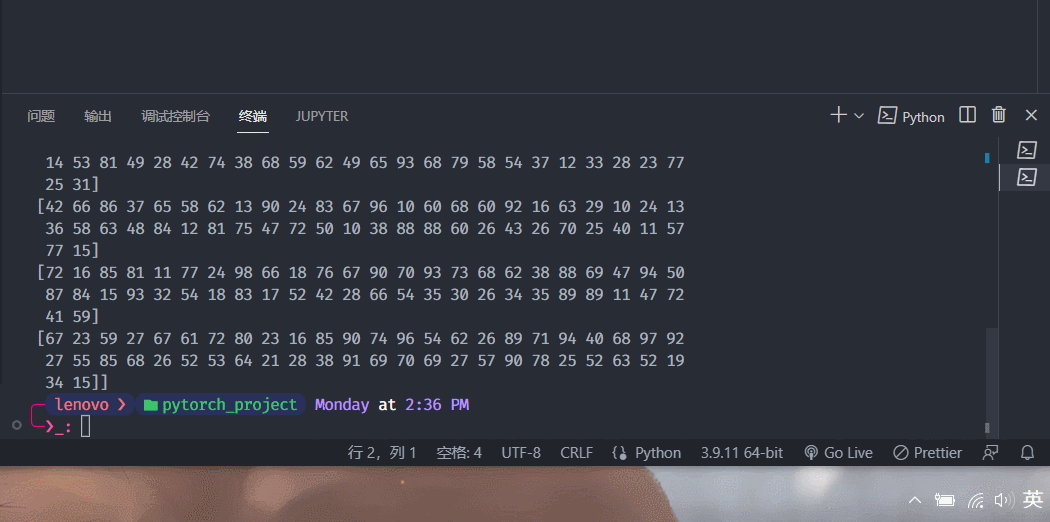 问题 输出 调试控制台 终端 JUPYTER Python
14 53 81 49 28 42 74 38 68 59 62 49 65 93 68 79 58 54 37 12 33 28 23 77
25 31]
[42 66 86 37 65 58 62 13 90 24 83 67 96 10 60 68 60 92 16 63 29 10 24 13
36 58 63 48 84 12 81 75 47 72 50 10 38 88 88 60 26 43 26 70 25 40 11 57
77 15]
[72 16 85 81 11 77 24 98 66 18 76 67 90 70 93 73 68 62 38 88 69 47 94 50
87 84 15 93 32 54 18 83 17 52 42 28 66 54 35 30 26 34 35 89 89 11 47 72
41 59]
[67 23 59 27 67 61 72 80 23 16 85 90 74 96 54 62 26 89 71 94 40 68 97 92
27 55 85 68 26 52 53 64 21 28 38 91 69 70 69 27 57 90 78 25 52 63 52 19
34 15]]
lenovo ❯ pytorch_project Monday at 2:36 PM
❯_:
行 2，列 1 空格: 4 UTF-8 CRLF Python 3.9.11 64-bit Go Live Prettier
英